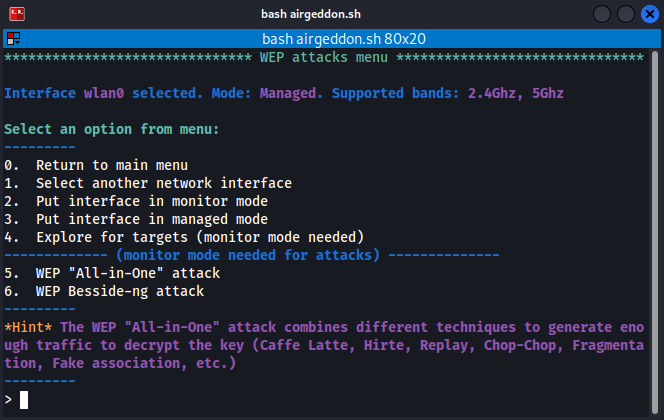 bash airgeddon.sh
bash airgeddon.sh 80x20
******************************* WEP attacks menu *******************************
Interface wlan0 selected. Mode: Managed. Supported bands: 2.4Ghz, 5Ghz
Select an option from menu:
---------
0.  Return to main menu
1.  Select another network interface
2.  Put interface in monitor mode
3.  Put interface in managed mode
4.  Explore for targets (monitor mode needed)
------------- (monitor mode needed for attacks) --------------
5.  WEP "All-in-One" attack
6.  WEP Besside-ng attack
---------
*Hint* The WEP "All-in-One" attack combines different techniques to generate eno
ugh traffic to decrypt the key (Caffe Latte, Hirte, Replay, Chop-Chop, Fragmenta
tion, Fake association, etc.)
---------
>